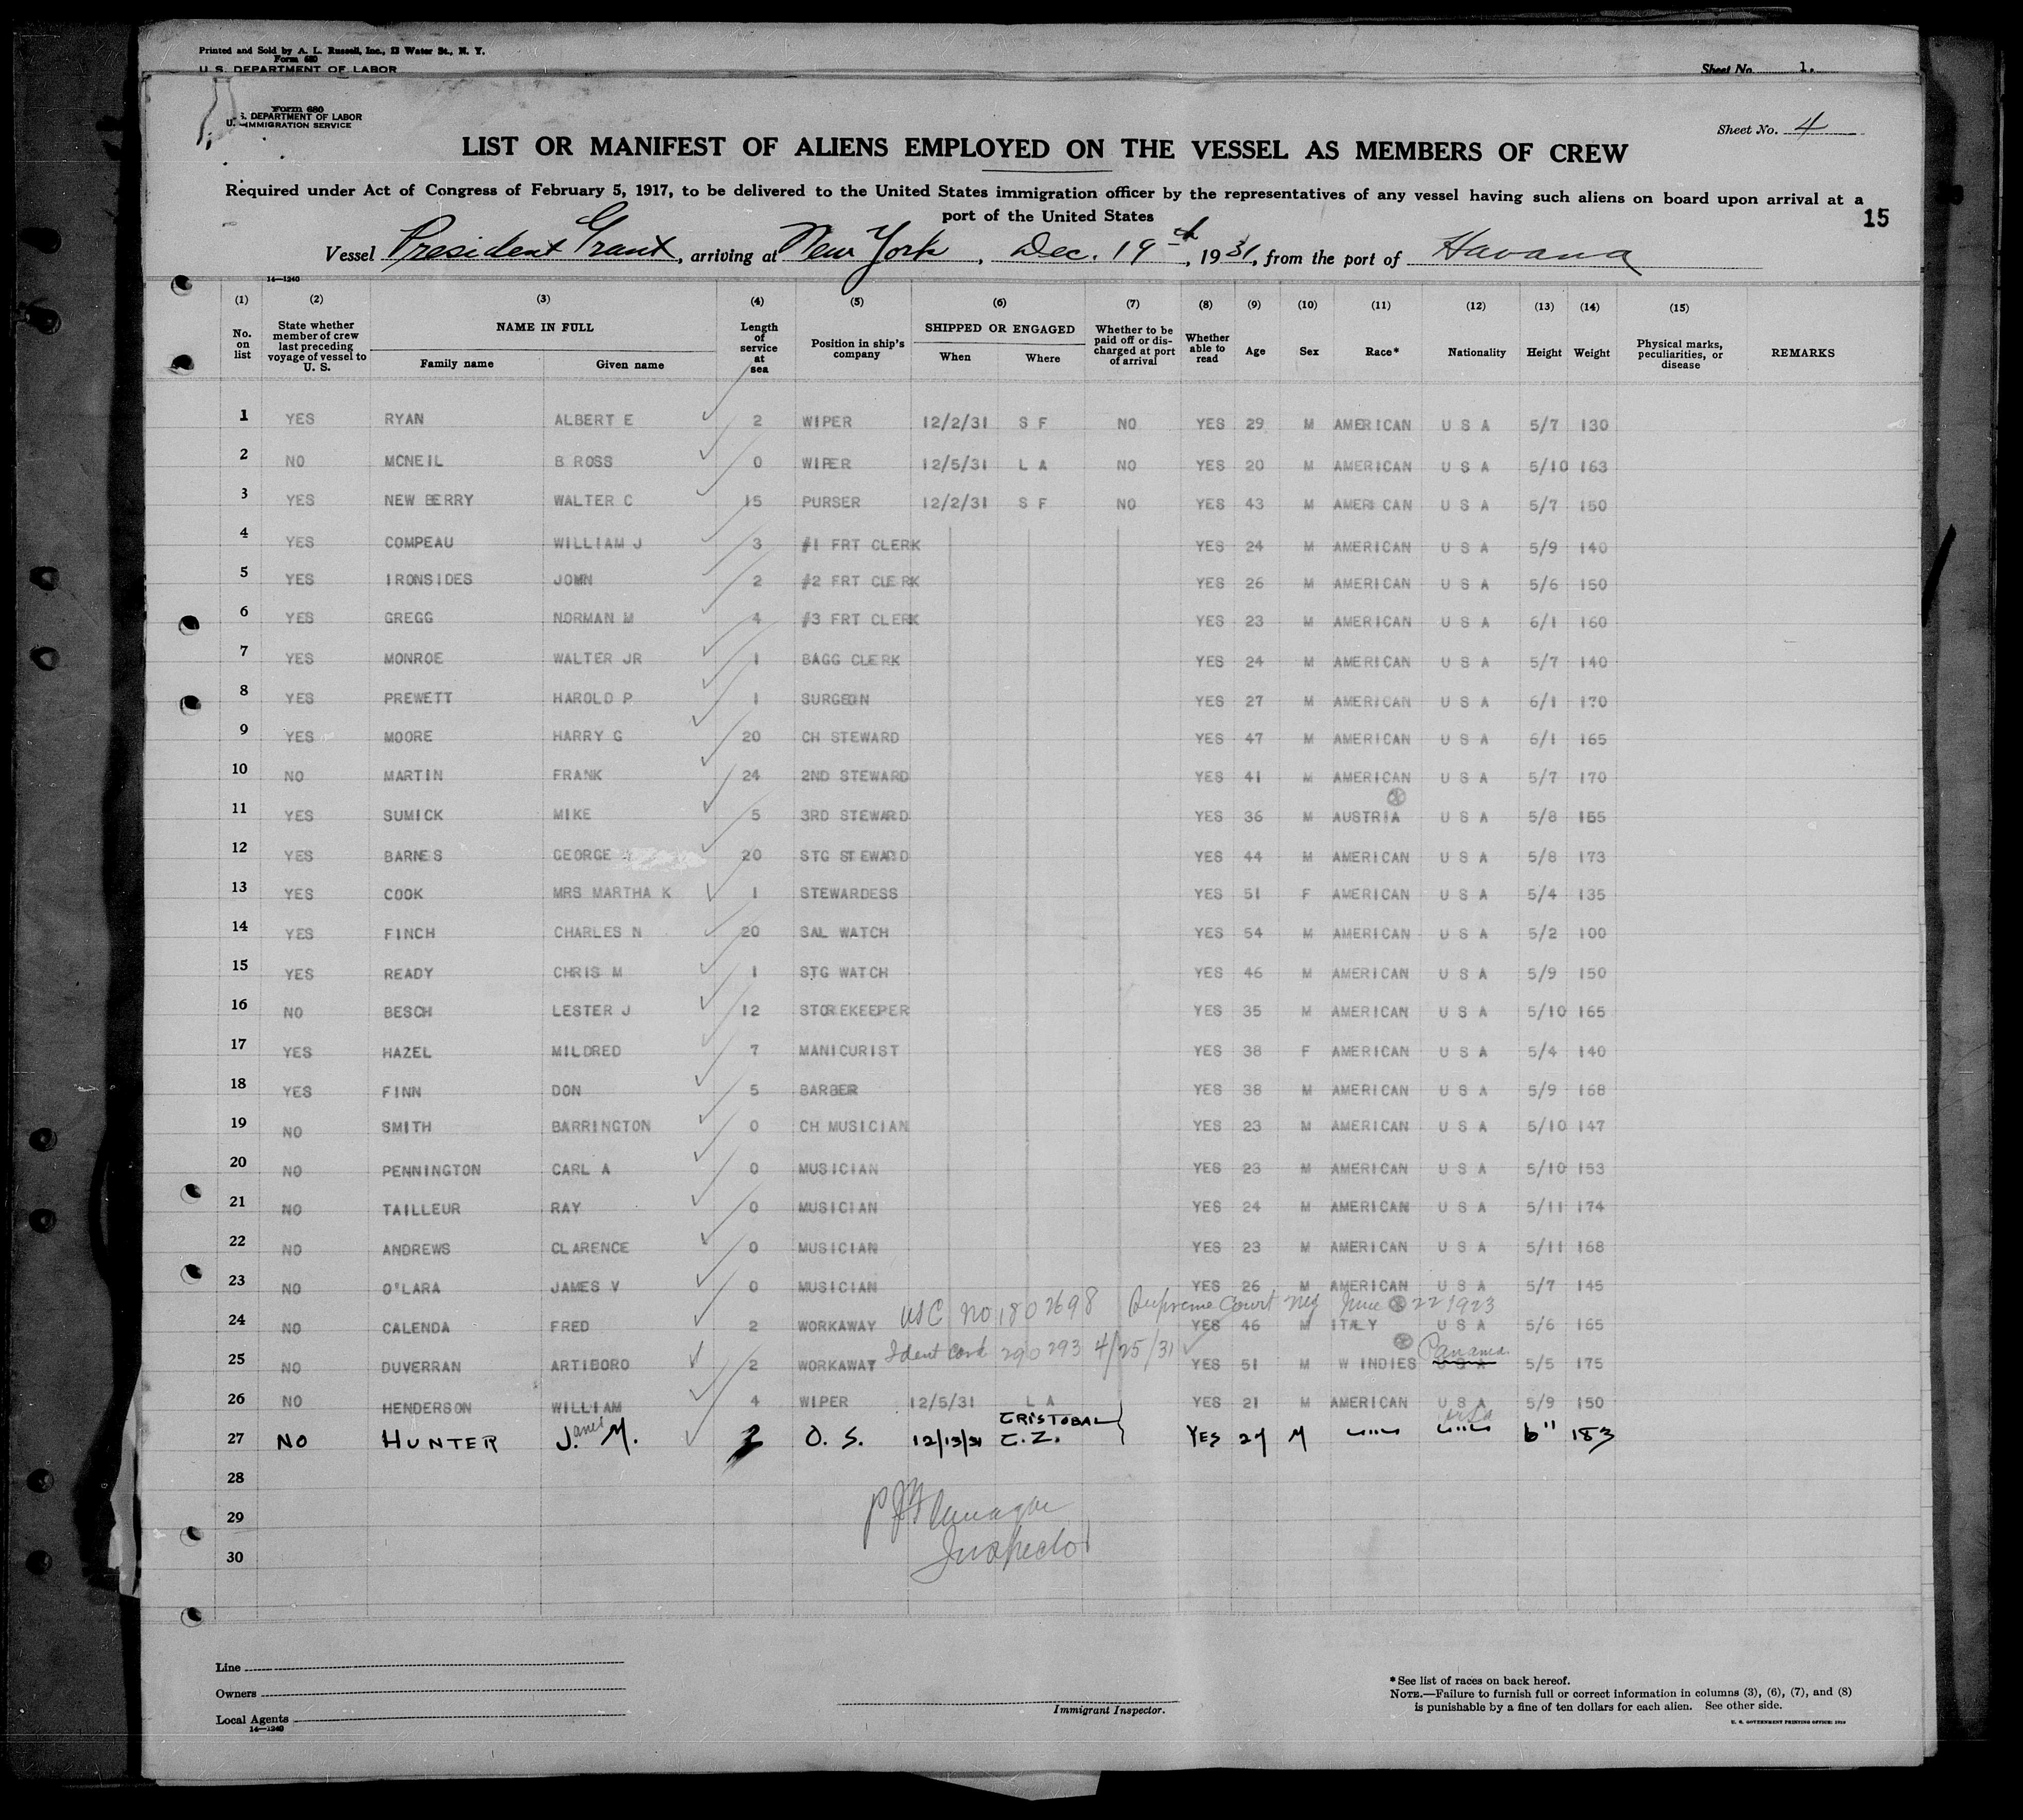 Printed and Sold by A. L. Russell, Inc., 13 Water St., N. Y.
Form 680
U. S. DEPARTMENT OF LABOR
Sheet No. 1.
Form 680
U. S. DEPARTMENT OF LABOR
IMMIGRATION SERVICE
Sheet No. 4
LIST OR MANIFEST OF ALIENS EMPLOYED ON THE VESSEL AS MEMBERS OF CREW
Required under Act of Congress of February 5, 1917, to be delivered to the United States immigration officer by the representatives of any vessel having such aliens on board upon arrival at a
port of the United States
15
Vessel President Grant, arriving at New York, Dec. 19th, 1931, from the port of Havana
14—1240
(1) (2) (3) (4) (5) (6) (7) (8) (9) (10) (11) (12) (13) (14) (15)
No. on list
State whether member of crew last preceding voyage of vessel to U. S.
NAME IN FULL
Family name
Given name
Length of service at sea
Position in ship's company
SHIPPED OR ENGAGED
When
Where
Whether to be paid off or discharged at port of arrival
Whether able to read
Age
Sex
Race*
Nationality
Height
Weight
Physical marks, peculiarities, or disease
REMARKS
1 YES RYAN ALBERT E 2 WIPER 12/2/31 S F NO YES 29 M AMERICAN U S A 5/7 130
2 NO MCNEIL B ROSS 0 WIPER 12/5/31 L A NO YES 20 M AMERICAN U S A 5/10 163
3 YES NEW BERRY WALTER C 15 PURSER 12/2/31 S F NO YES 43 M AMERICAN U S A 5/7 150
4 YES COMPEAU WILLIAM J 3 #1 FRT CLERK YES 24 M AMERICAN U S A 5/9 140
5 YES IRONSIDES JOHN 2 #2 FRT CLERK YES 26 M AMERICAN U S A 5/6 150
6 YES GREGG NORMAN M 4 #3 FRT CLERK YES 23 M AMERICAN U S A 6/1 160
7 YES MONROE WALTER JR 1 BAGG CLERK YES 24 M AMERICAN U S A 5/7 140
8 YES PREWETT HAROLD P 1 SURGEON YES 27 M AMERICAN U S A 6/1 170
9 YES MOORE HARRY G 20 CH STEWARD YES 47 M AMERICAN U S A 6/1 165
10 NO MARTIN FRANK 24 2ND STEWARD YES 41 M AMERICAN U S A 5/7 170
11 YES SUMICK MIKE 5 3RD STEWARD YES 36 M AUSTRIA U S A 5/8 155
12 YES BARNES GEORGE 20 STG STEWARD YES 44 M AMERICAN U S A 5/8 173
13 YES COOK MRS MARTHA K 1 STEWARDESS YES 51 F AMERICAN U S A 5/4 135
14 YES FINCH CHARLES N 20 SAL WATCH YES 54 M AMERICAN U S A 5/2 100
15 YES READY CHRIS M 1 STG WATCH YES 46 M AMERICAN U S A 5/9 150
16 NO BESCH LESTER J 12 STOREKEEPER YES 35 M AMERICAN U S A 5/10 165
17 YES HAZEL MILDRED 7 MANICURIST YES 38 F AMERICAN U S A 5/4 140
18 YES FINN DON 5 BARBER YES 38 M AMERICAN U S A 5/9 168
19 NO SMITH BARRINGTON 0 CH MUSICIAN YES 23 M AMERICAN U S A 5/10 147
20 NO PENNINGTON CARL A 0 MUSICIAN YES 23 M AMERICAN U S A 5/10 153
21 NO TAILLEUR RAY 0 MUSICIAN YES 24 M AMERICAN U S A 5/11 174
22 NO ANDREWS CLARENCE 0 MUSICIAN YES 23 M AMERICAN U S A 5/11 168
23 NO O'LARA JAMES V 0 MUSICIAN YES 26 M AMERICAN U S A 5/7 145
USC No 1802698 Supreme Court June 22 1923
24 NO CALENDA FRED 2 WORKAWAY YES 46 M ITALY U S A 5/6 165
Ident Card 290293 4/25/31 Panama
25 NO DUVERRAN ARTIBORO 2 WORKAWAY YES 51 M W INDIES U S A 5/5 175
26 NO HENDERSON WILLIAM 4 WIPER 12/5/31 L A YES 21 M AMERICAN U S A 5/9 150
27 NO HUNTER James M. 2 O. S. 12/13/31 CRISTOBAL C. Z. YES 27 M " " USA 6" 183
28
29
30
Inspector
Line
Owners
Local Agents
14—1240
Immigrant Inspector.
* See list of races on back hereof.
NOTE.—Failure to furnish full or correct information in columns (3), (6), (7), and (8)
is punishable by a fine of ten dollars for each alien. See other side.
U. S. GOVERNMENT PRINTING OFFICE: 1929